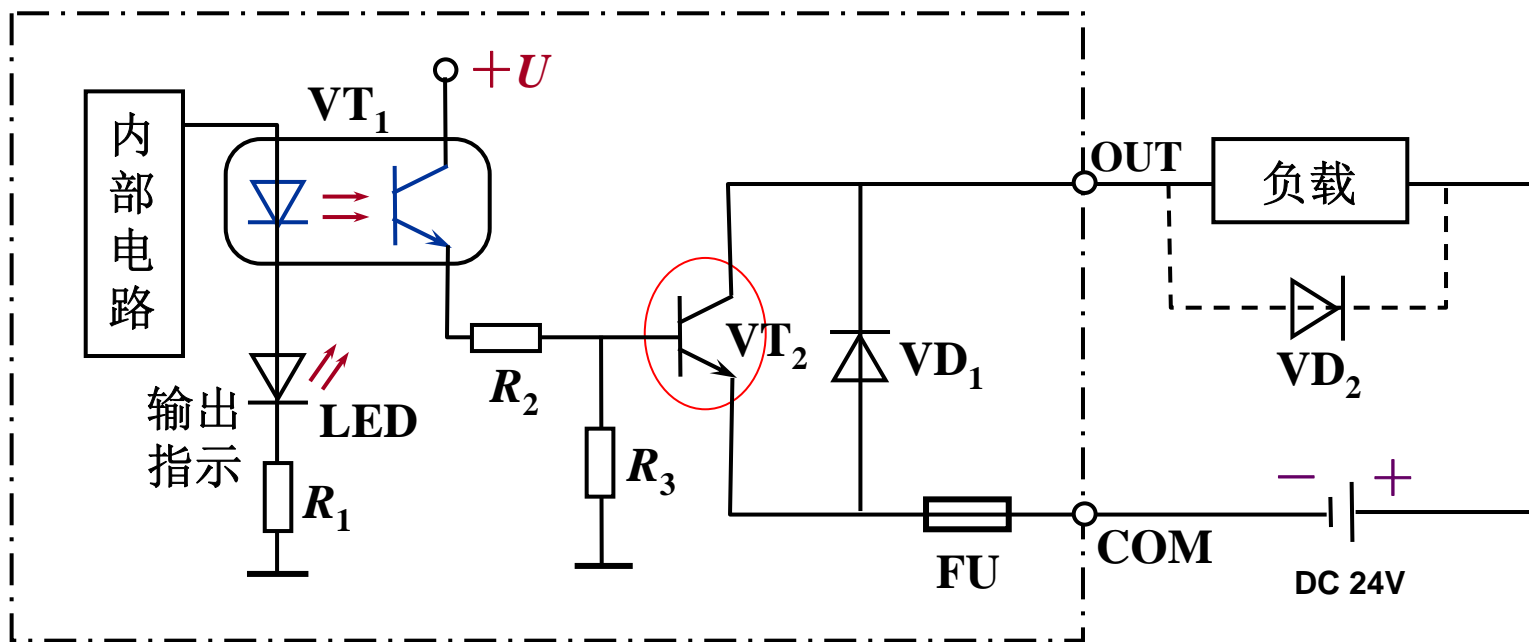 +U
VT1
内部电路
OUT
负载
VT2
VD1
VD2
R2
输出
指示
LED
R3
R1
− +
FU
COM
DC 24V